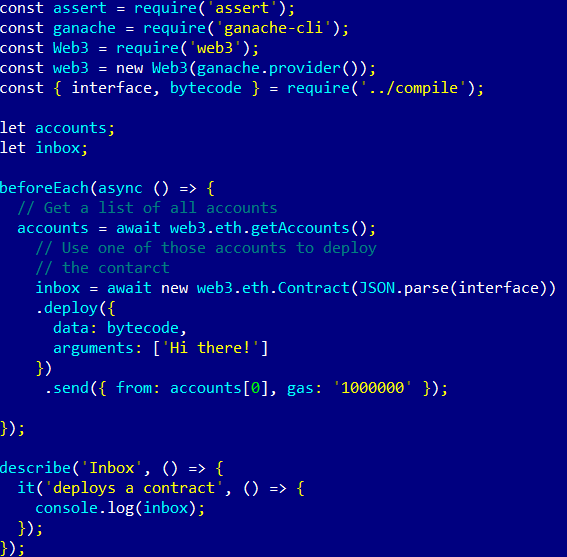 const assert = require('assert');
const ganache = require('ganache-cli');
const Web3 = require('web3');
const web3 = new Web3(ganache.provider());
const { interface, bytecode } = require('../compile');

let accounts;
let inbox;

beforeEach(async () => {
  // Get a list of all accounts
  accounts = await web3.eth.getAccounts();
    // Use one of those accounts to deploy
    // the contarct
    inbox = await new web3.eth.Contract(JSON.parse(interface))
    .deploy({
      data: bytecode,
      arguments: ['Hi there!']
    })
     .send({ from: accounts[0], gas: '1000000' });

});

describe('Inbox', () => {
  it('deploys a contract', () => {
       console.log(inbox);
  });
});